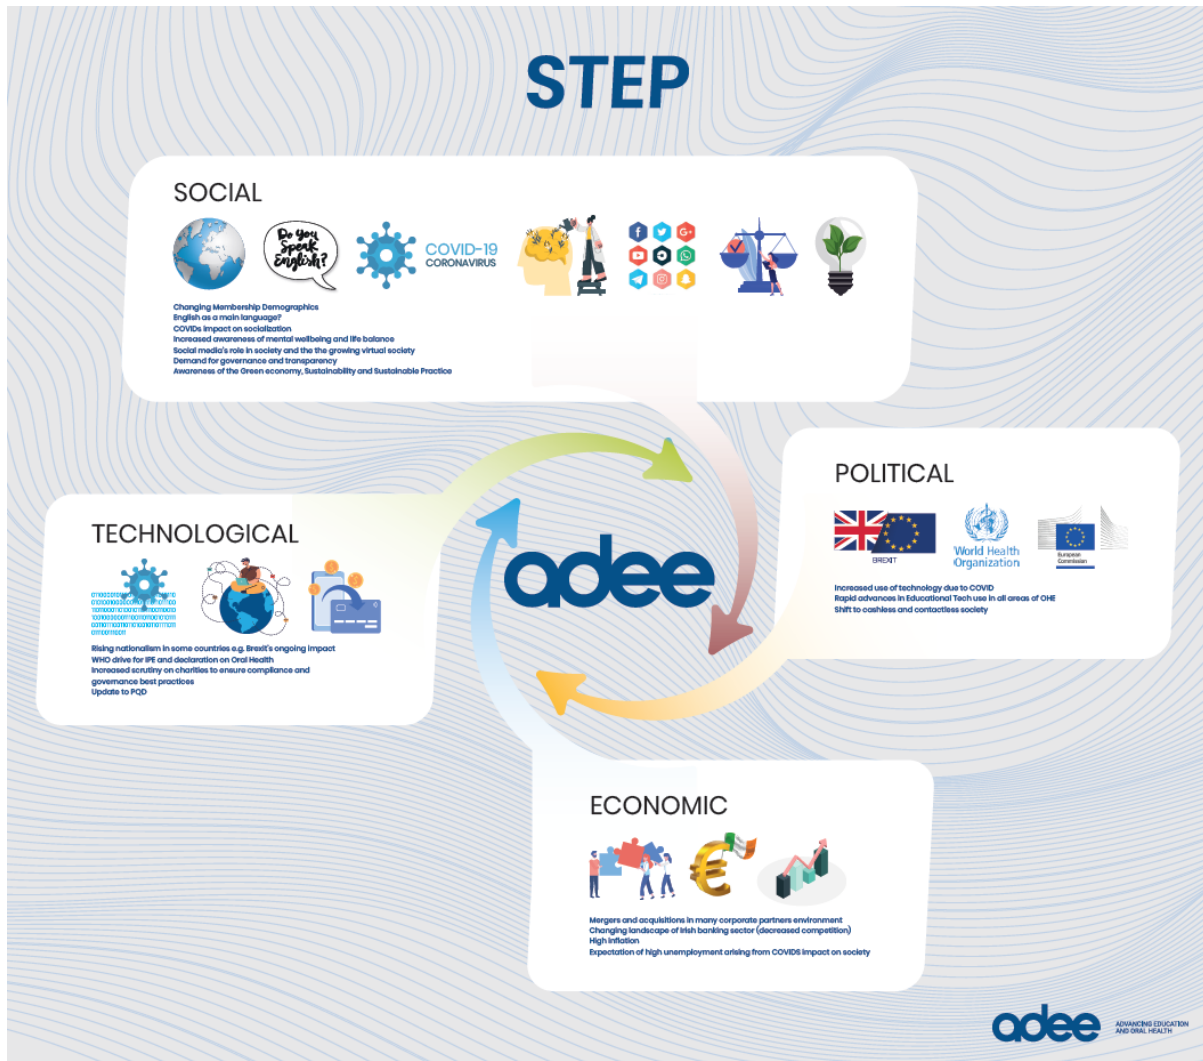 STEP
SOCIAL
Do you
Speak
English?
COVID-19
CORONAVIRUS
Changing Membership Demographics
English as a main language?
COVIDs impact on socialization
Increased awareness of mental wellbeing and life balance
Social media's role in society and the the growing virtual society
Demand for governance and transparency
Awareness of the Green economy, Sustainability and Sustainable Practice
POLITICAL
BREXIT
World Health
Organization
European
Commission
Increased use of technology due to COVID
Rapid advances in Educational Tech use in all areas of OHE
Shift to cashless and contactless society
TECHNOLOGICAL
Rising nationalism in some countries e.g. Brexit's ongoing impact
WHO drive for IPE and declaration on Oral Health
Increased scrutiny on charities to ensure compliance and
governance best practices
Update to PQD
adee
ECONOMIC
Mergers and acquisitions in many corporate partners environment
Changing landscape of Irish banking sector (decreased competition)
High inflation
Expectation of high unemployment arising from COVIDS impact on society
adee
ADVANCING EDUCATION
AND ORAL HEALTH